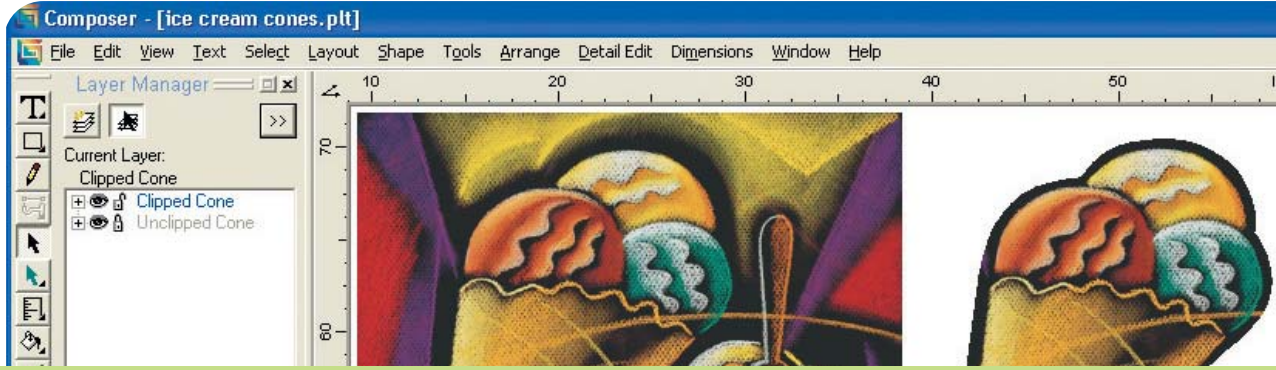 Composer - [ice cream cones.plt]
File Edit View Text Select Layout Shape Tools Arrange Detail Edit Dimensions Window Help
Layer Manager
10 20 30 40 50
T
>>
70
Current Layer:
Clipped Cone
Clipped Cone
Unclipped Cone
60